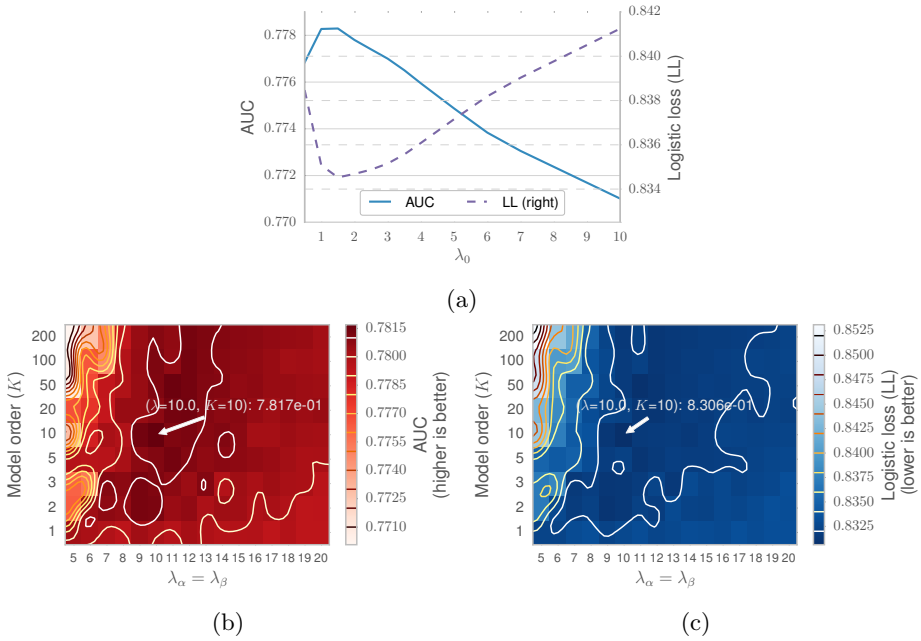 0.778
0.776
0.774
0.772
0.770
AUC
0.842
0.841
0.840
0.839
0.838
0.836
0.835
0.834
Logistic loss (LL)
AUC LL (right)
1 2 3 4 5 6 7 8 9 10
λ₀
(a)
200
100
50
20
10
5
3
2
1
Model order (K)
(λ=10.0, K=10): 7.817e-01
5 6 7 8 9 10 11 12 13 14 15 16 17 18 19 20
λα = λβ
0.7815
0.7800
0.7785
0.7770
0.7755
0.7740
0.7725
0.7710
AUC
(higher is better)
(b)
200
100
50
20
10
5
3
2
1
Model order (K)
(λ=10.0, K=10): 8.306e-01
5 6 7 8 9 10 11 12 13 14 15 16 17 18 19 20
λα = λβ
0.8525
0.8500
0.8475
0.8450
0.8425
0.8400
0.8375
0.8350
0.8325
Logistic loss (LL)
(lower is better)
(c)